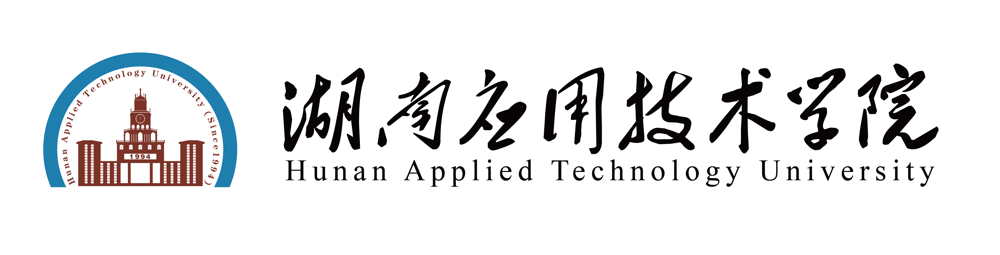 Hunan Applied Technology University (Since1994)
1994
湖南应用技术学院
Hunan Applied Technology University